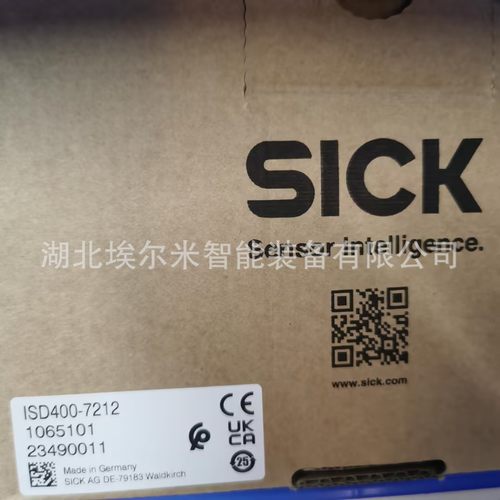 SICK
Sensor Intelligence.
湖北埃尔米智能装备有限公司
www.sick.com
ISD400-7212
1065101
23490011
Made in Germany
SICK AG DE-79183 Waldkirch
CE
UK
CA
25